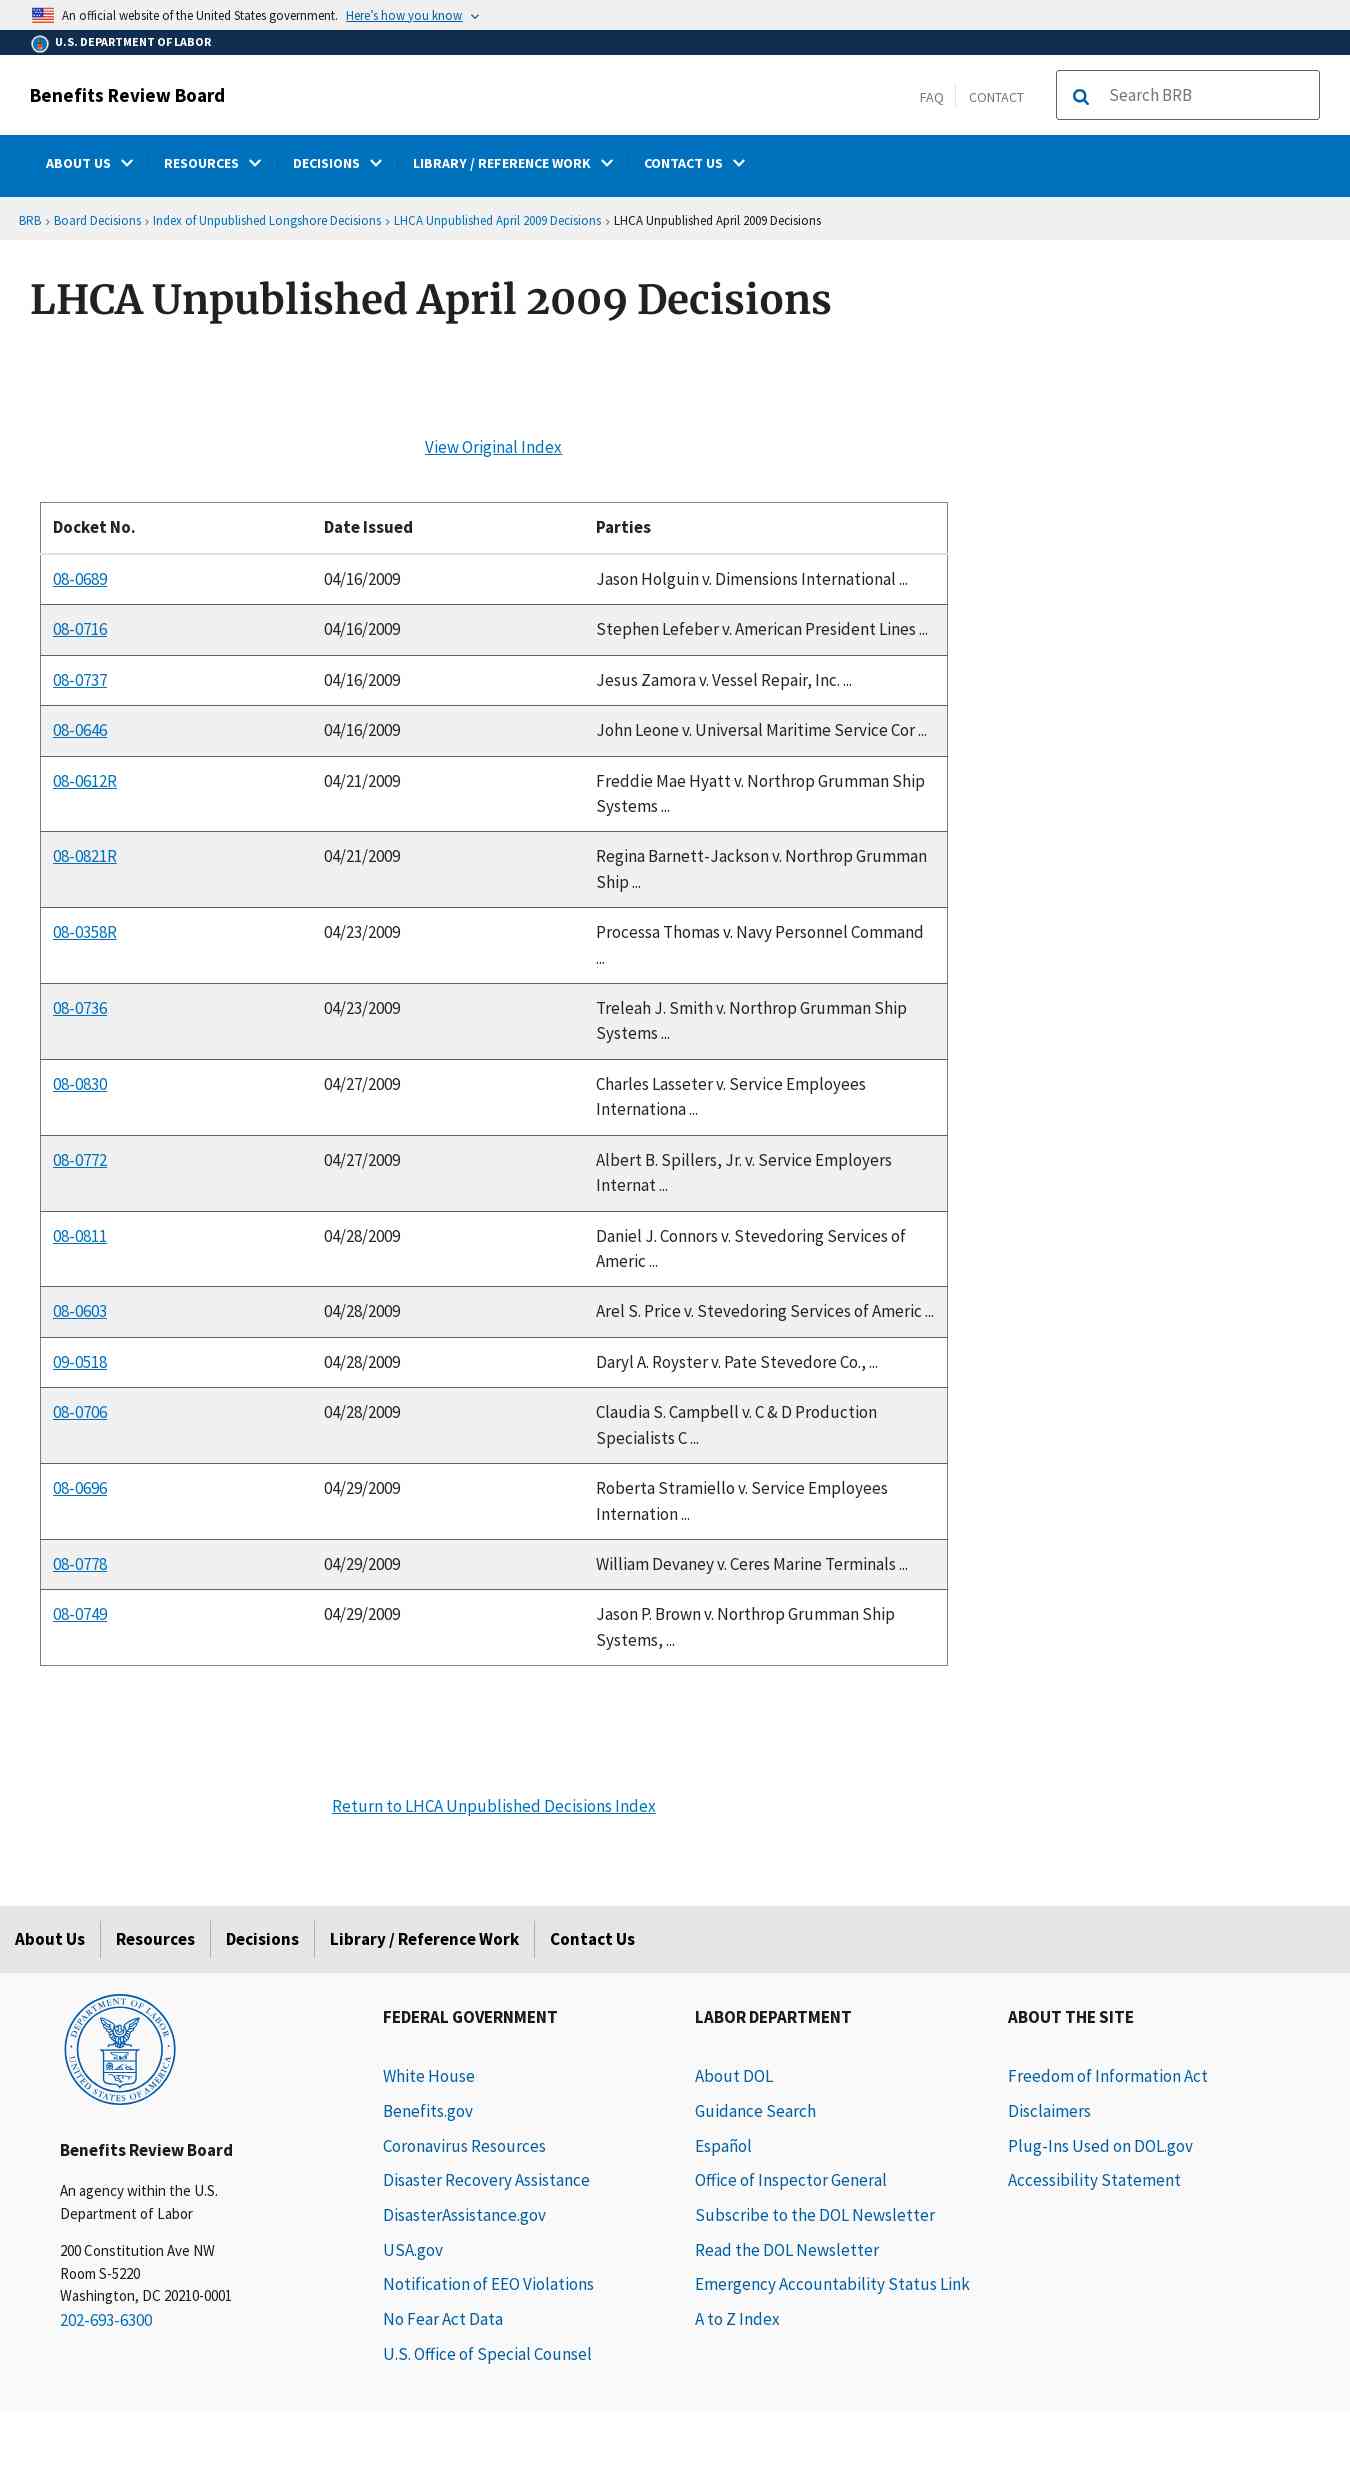 An official website of the United States government. Here’s how you know
U.S. DEPARTMENT OF LABOR
Benefits Review Board
FAQ CONTACT Search BRB
ABOUT US RESOURCES DECISIONS LIBRARY / REFERENCE WORK CONTACT US
BRB › Board Decisions › Index of Unpublished Longshore Decisions › LHCA Unpublished April 2009 Decisions › LHCA Unpublished April 2009 Decisions
LHCA Unpublished April 2009 Decisions
View Original Index
Docket No. Date Issued Parties
08-0689 04/16/2009 Jason Holguin v. Dimensions International ...
08-0716 04/16/2009 Stephen Lefeber v. American President Lines ...
08-0737 04/16/2009 Jesus Zamora v. Vessel Repair, Inc. ...
08-0646 04/16/2009 John Leone v. Universal Maritime Service Cor ...
08-0612R 04/21/2009 Freddie Mae Hyatt v. Northrop Grumman Ship
Systems ...
08-0821R 04/21/2009 Regina Barnett-Jackson v. Northrop Grumman
Ship ...
08-0358R 04/23/2009 Processa Thomas v. Navy Personnel Command
...
08-0736 04/23/2009 Treleah J. Smith v. Northrop Grumman Ship
Systems ...
08-0830 04/27/2009 Charles Lasseter v. Service Employees
Internationa ...
08-0772 04/27/2009 Albert B. Spillers, Jr. v. Service Employers
Internat ...
08-0811 04/28/2009 Daniel J. Connors v. Stevedoring Services of
Americ ...
08-0603 04/28/2009 Arel S. Price v. Stevedoring Services of Americ ...
09-0518 04/28/2009 Daryl A. Royster v. Pate Stevedore Co., ...
08-0706 04/28/2009 Claudia S. Campbell v. C & D Production
Specialists C ...
08-0696 04/29/2009 Roberta Stramiello v. Service Employees
Internation ...
08-0778 04/29/2009 William Devaney v. Ceres Marine Terminals ...
08-0749 04/29/2009 Jason P. Brown v. Northrop Grumman Ship
Systems, ...
Return to LHCA Unpublished Decisions Index
About Us Resources Decisions Library / Reference Work Contact Us
DEPARTMENT OF LABOR
UNITED STATES OF AMERICA
Benefits Review Board
An agency within the U.S.
Department of Labor
200 Constitution Ave NW
Room S-5220
Washington, DC 20210-0001
202-693-6300
FEDERAL GOVERNMENT
White House
Benefits.gov
Coronavirus Resources
Disaster Recovery Assistance
DisasterAssistance.gov
USA.gov
Notification of EEO Violations
No Fear Act Data
U.S. Office of Special Counsel
LABOR DEPARTMENT
About DOL
Guidance Search
Español
Office of Inspector General
Subscribe to the DOL Newsletter
Read the DOL Newsletter
Emergency Accountability Status Link
A to Z Index
ABOUT THE SITE
Freedom of Information Act
Disclaimers
Plug-Ins Used on DOL.gov
Accessibility Statement